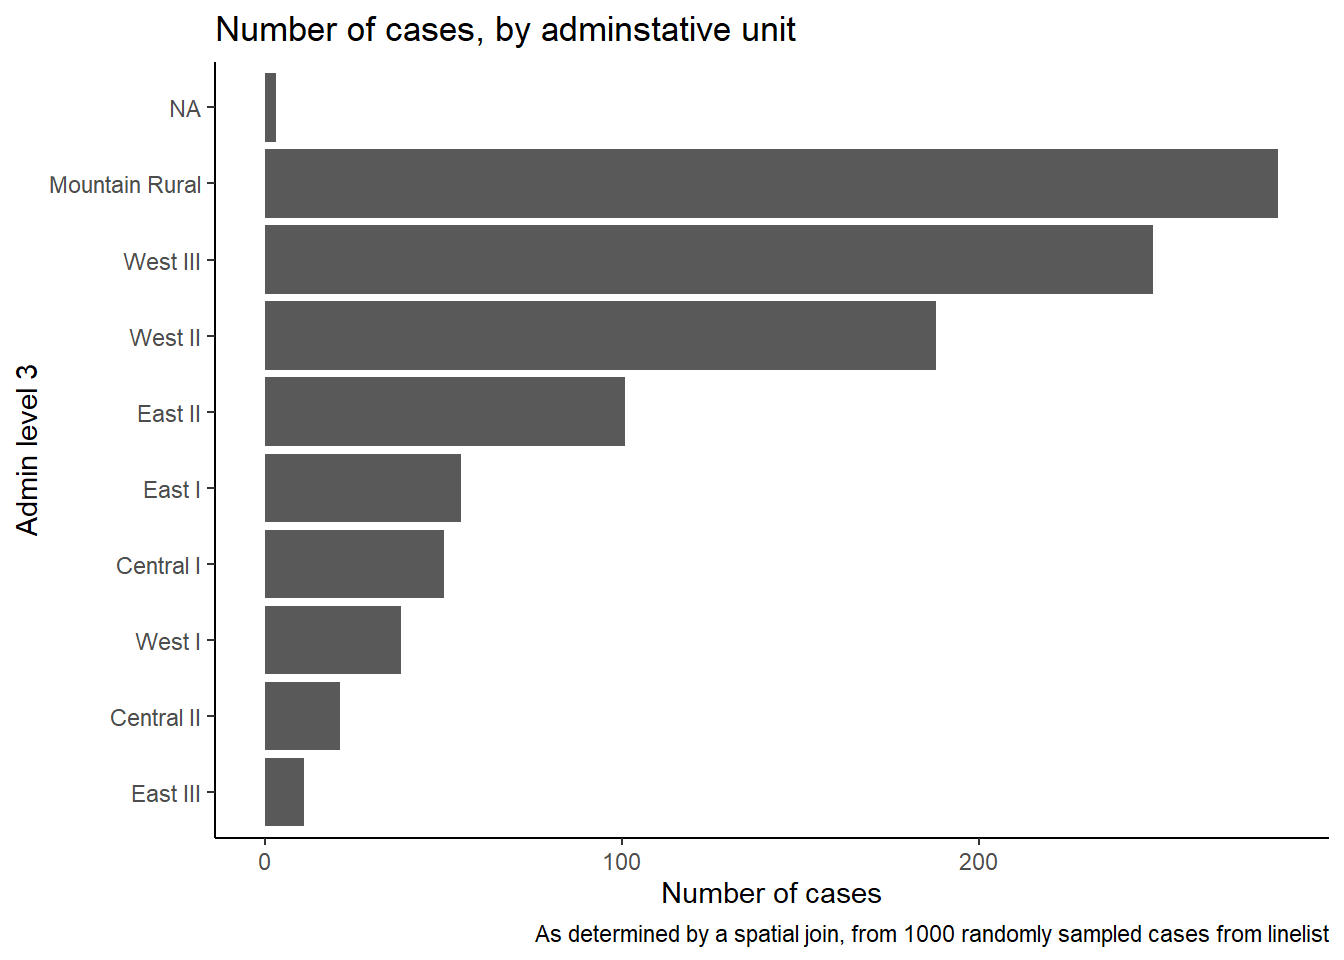 Number of cases, by adminstative unit
NA
Mountain Rural
West III
West II
East II
East I
Central I
West I
Central II
East III
Admin level 3
0 100 200
Number of cases
As determined by a spatial join, from 1000 randomly sampled cases from linelist